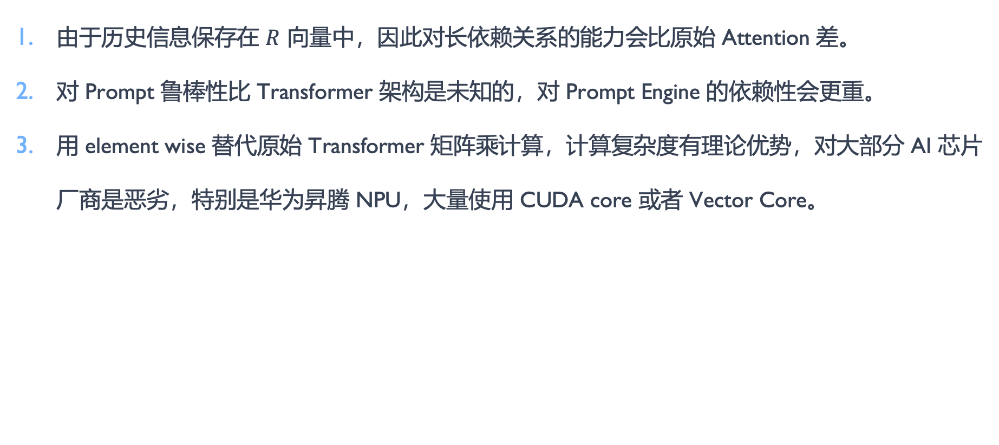 1. 由于历史信息保存在 R 向量中，因此对长依赖关系的能力会比原始 Attention 差。
2. 对 Prompt 鲁棒性比 Transformer 架构是未知的，对 Prompt Engine 的依赖性会更重。
3. 用 element wise 替代原始 Transformer 矩阵乘计算，计算复杂度有理论优势，对大部分 AI 芯片
厂商是恶劣，特别是华为昇腾 NPU，大量使用 CUDA core 或者 Vector Core。